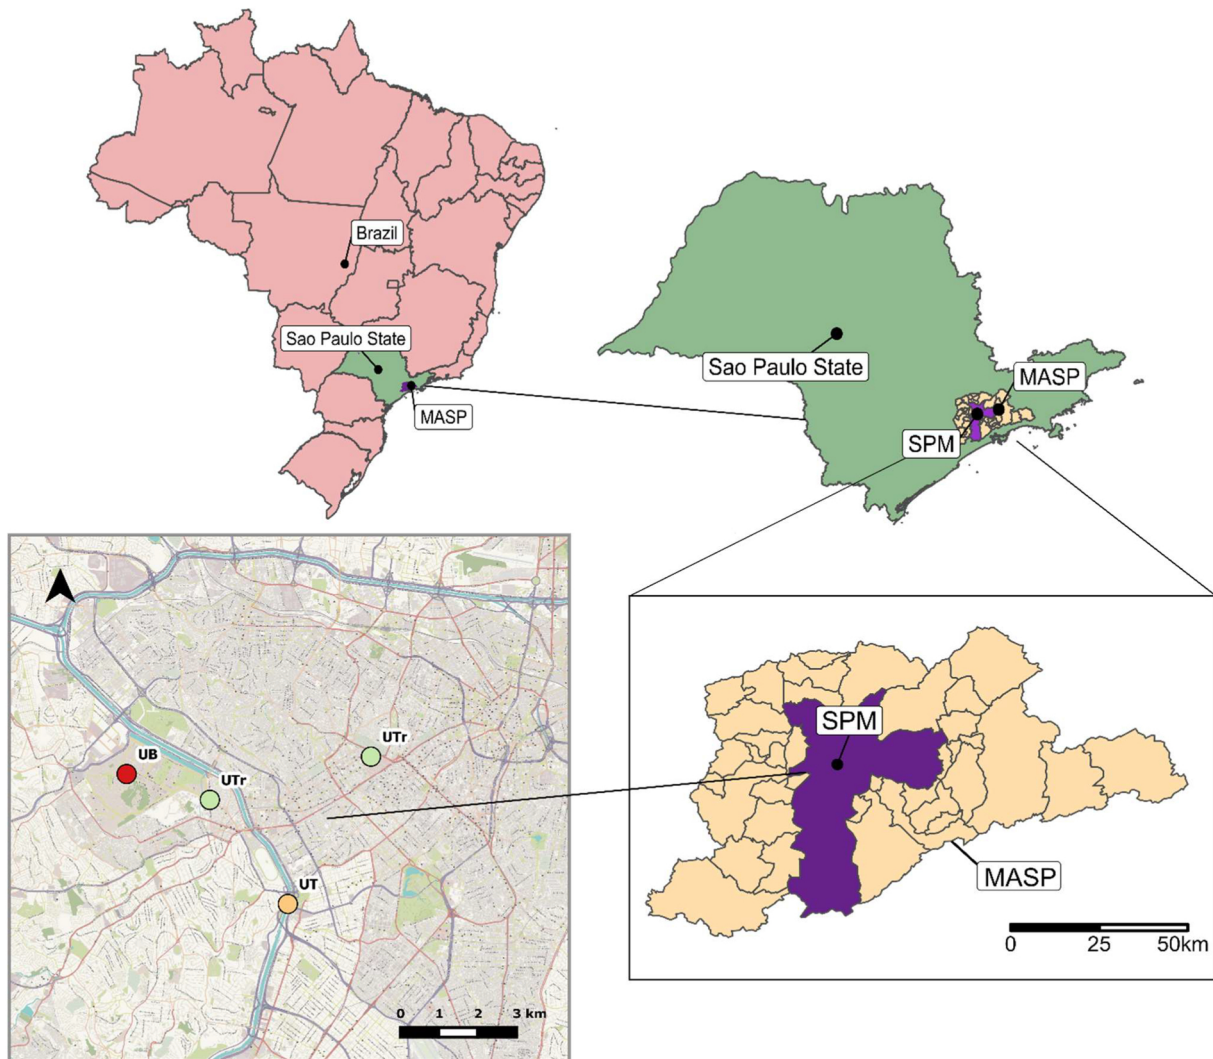 Brazil
Sao Paulo State
MASP
Sao Paulo State
MASP
SPM
UB
UTr
UTr
UT
0 1 2 3 km
SPM
MASP
0 25 50km